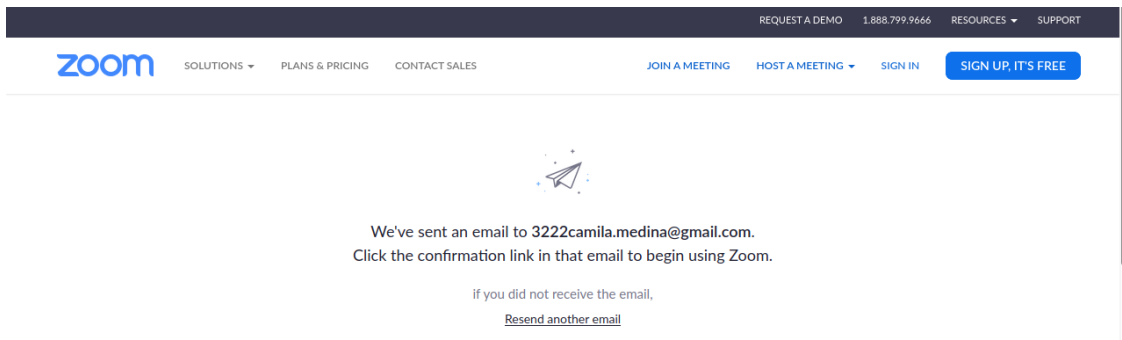 REQUEST A DEMO 1.888.799.9666 RESOURCES SUPPORT
zoom SOLUTIONS PLANS & PRICING CONTACT SALES JOIN A MEETING HOST A MEETING SIGN IN SIGN UP, IT'S FREE
We've sent an email to 3222camila.medina@gmail.com.
Click the confirmation link in that email to begin using Zoom.
if you did not receive the email,
Resend another email